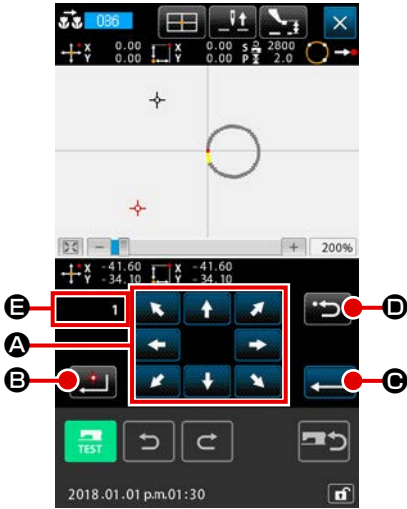 086
X 0.00 X 0.00 S 2800
Y 0.00 Y 0.00 P 2.0
200%
X -41.60 X -41.60
Y -34.10 Y -34.10
E 1 D
A
B C
TEST
2018.01.01 p.m.01:30